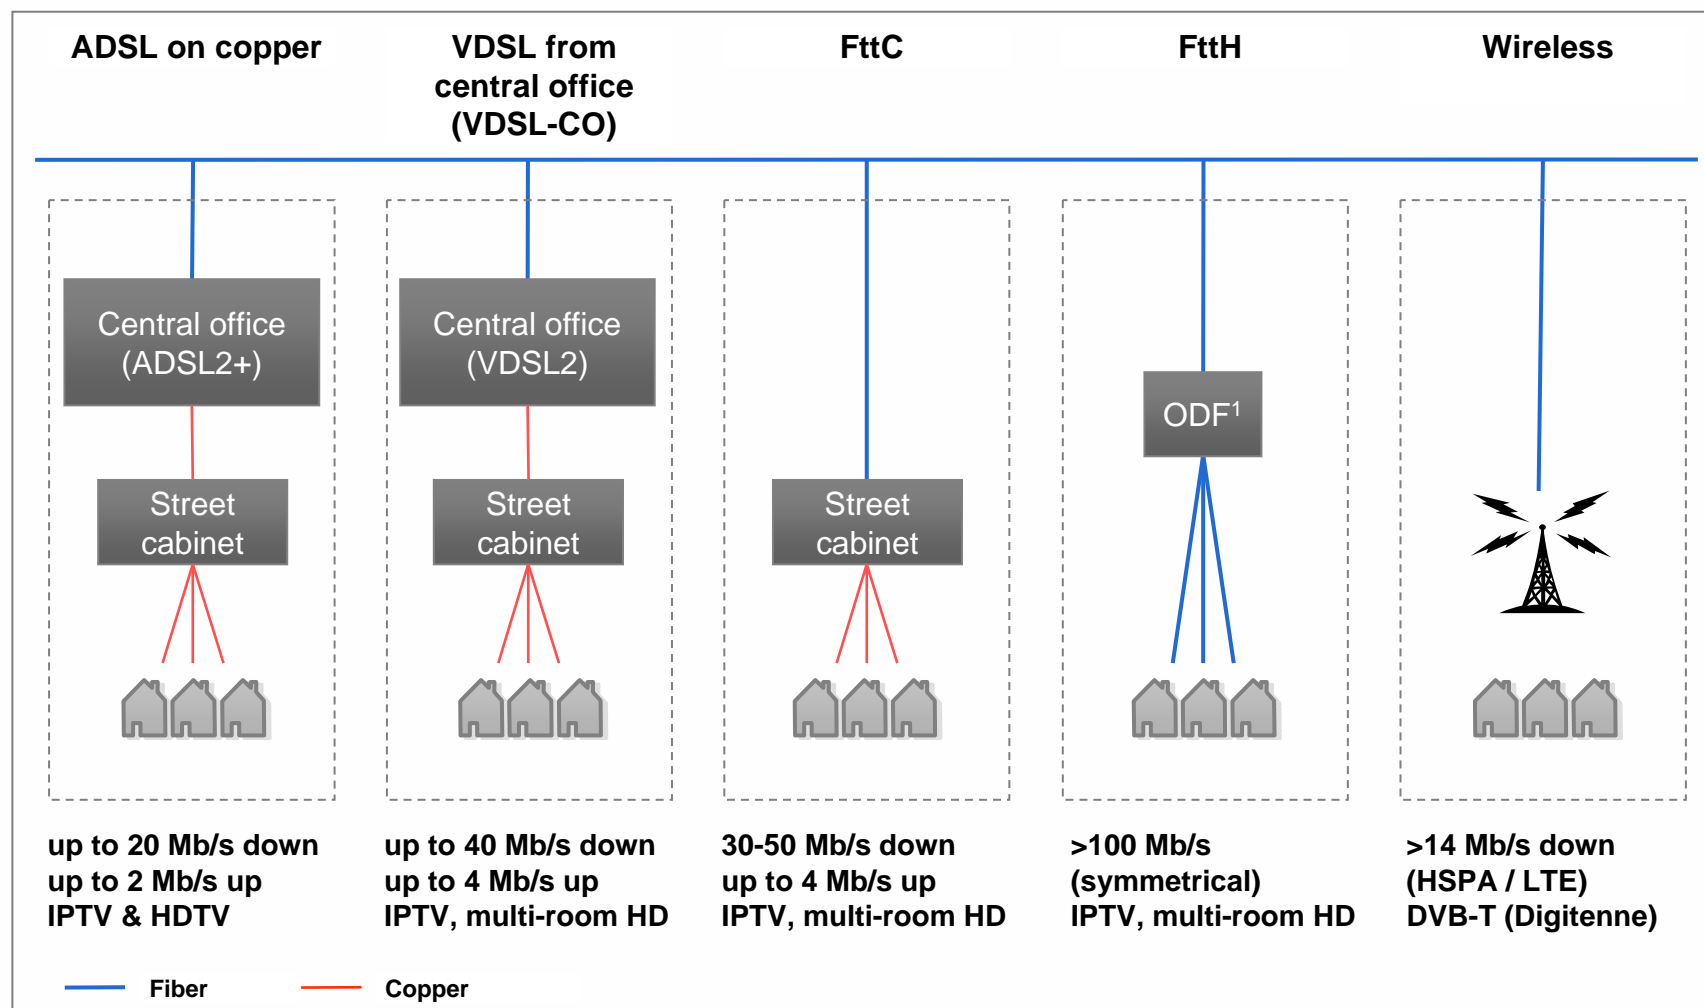 ADSL on copper
VDSL from
central office
(VDSL-CO)
FttC
FttH
Wireless
Central office
(ADSL2+)
Street
cabinet
Central office
(VDSL2)
Street
cabinet
Street
cabinet
ODF¹
up to 20 Mb/s down
up to 2 Mb/s up
IPTV & HDTV
up to 40 Mb/s down
up to 4 Mb/s up
IPTV, multi-room HD
30-50 Mb/s down
up to 4 Mb/s up
IPTV, multi-room HD
>100 Mb/s
(symmetrical)
IPTV, multi-room HD
>14 Mb/s down
(HSPA / LTE)
DVB-T (Digitenne)
Fiber
Copper